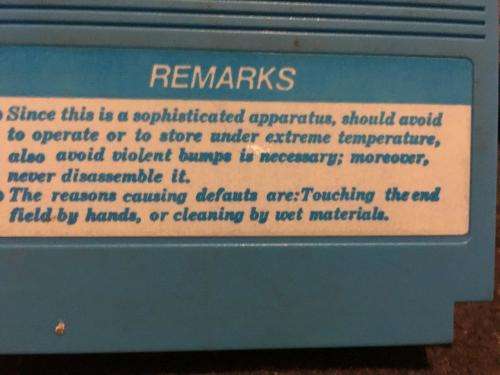 REMARKS
Since this is a sophisticated apparatus, should avoid
to operate or to store under extreme temperature,
also avoid violent bumps is necessary; moreover,
never disassemble it.
The reasons causing defauts are:Touching the end
field by hands, or cleaning by wet materials.